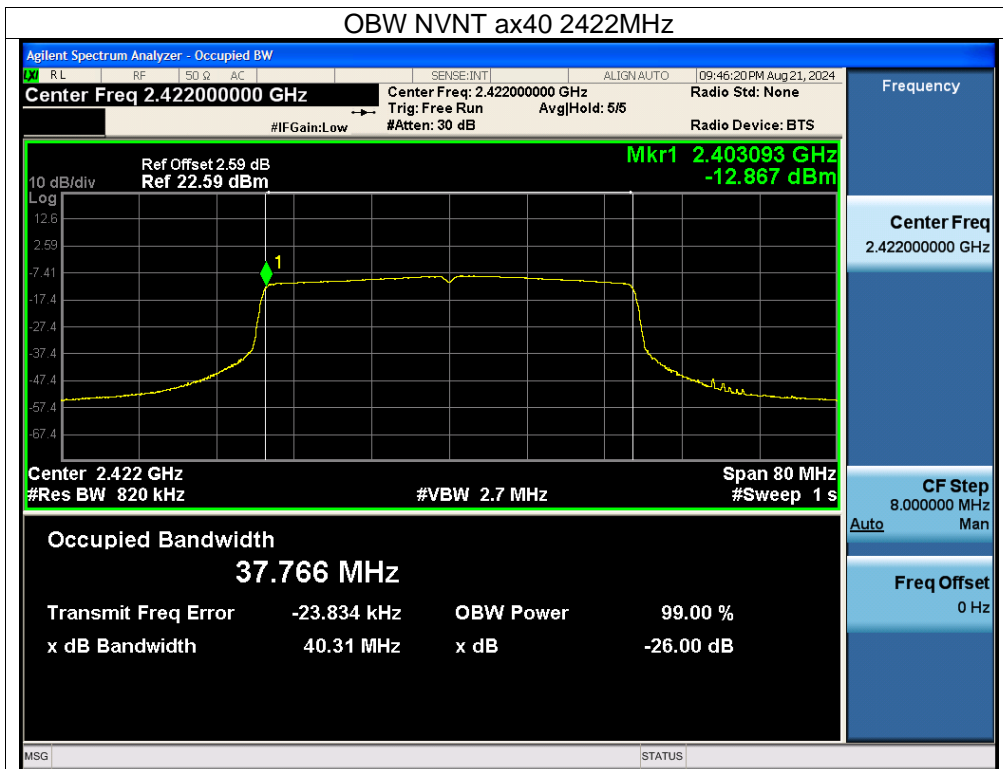 OBW NVNT ax40 2422MHz
Agilent Spectrum Analyzer - Occupied BW
LXI RL RF 50 Ω AC SENSE:INT ALIGN AUTO 09:46:20 PM Aug 21, 2024
Center Freq 2.422000000 GHz Center Freq: 2.422000000 GHz Radio Std: None
Trig: Free Run Avg|Hold: 5/5
#IFGain:Low #Atten: 30 dB Radio Device: BTS
Ref Offset 2.59 dB Mkr1 2.403093 GHz
10 dB/div Ref 22.59 dBm -12.867 dBm
Log
12.6
2.59
-7.41
-17.4
-27.4
-37.4
-47.4
-57.4
-67.4
1
Center 2.422 GHz Span 80 MHz
#Res BW 820 kHz #VBW 2.7 MHz #Sweep 1 s
Occupied Bandwidth
37.766 MHz
Transmit Freq Error -23.834 kHz OBW Power 99.00 %
x dB Bandwidth 40.31 MHz x dB -26.00 dB
Frequency
Center Freq
2.422000000 GHz
CF Step
8.000000 MHz
Auto Man
Freq Offset
0 Hz
MSG STATUS